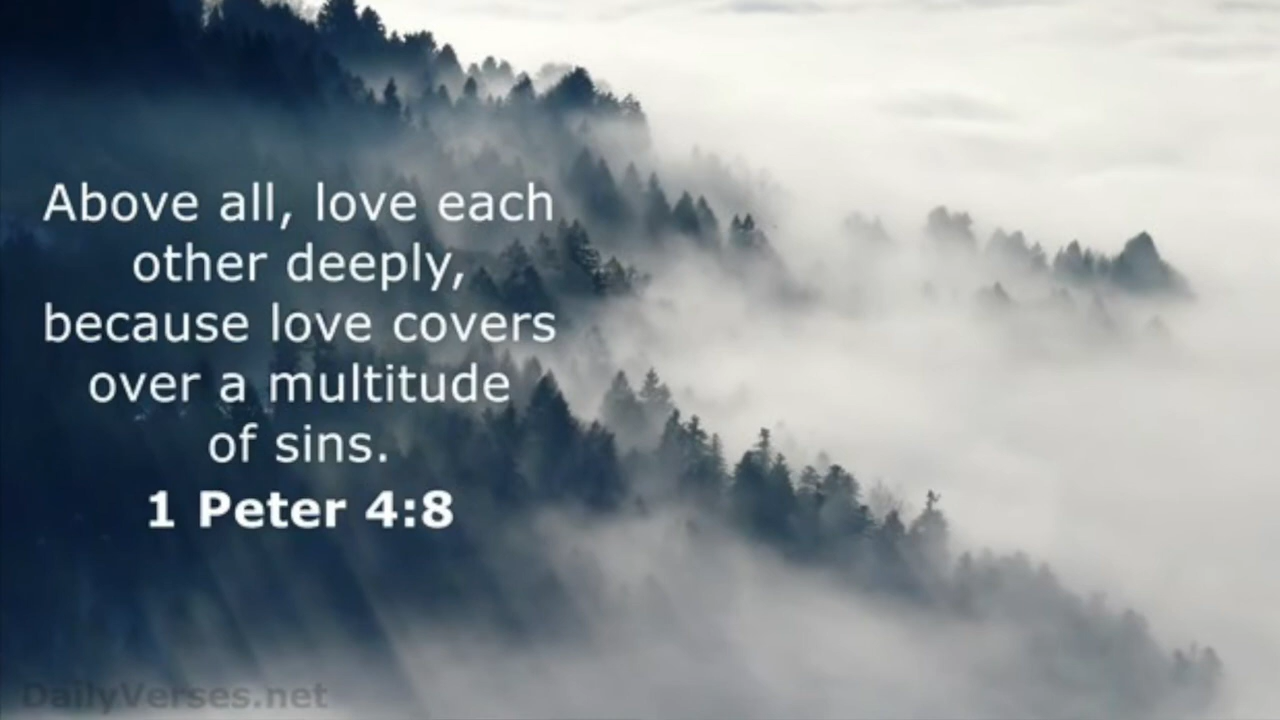 Above all, love each
other deeply,
because love covers
over a multitude
of sins.
1 Peter 4:8
DailyVerses.net